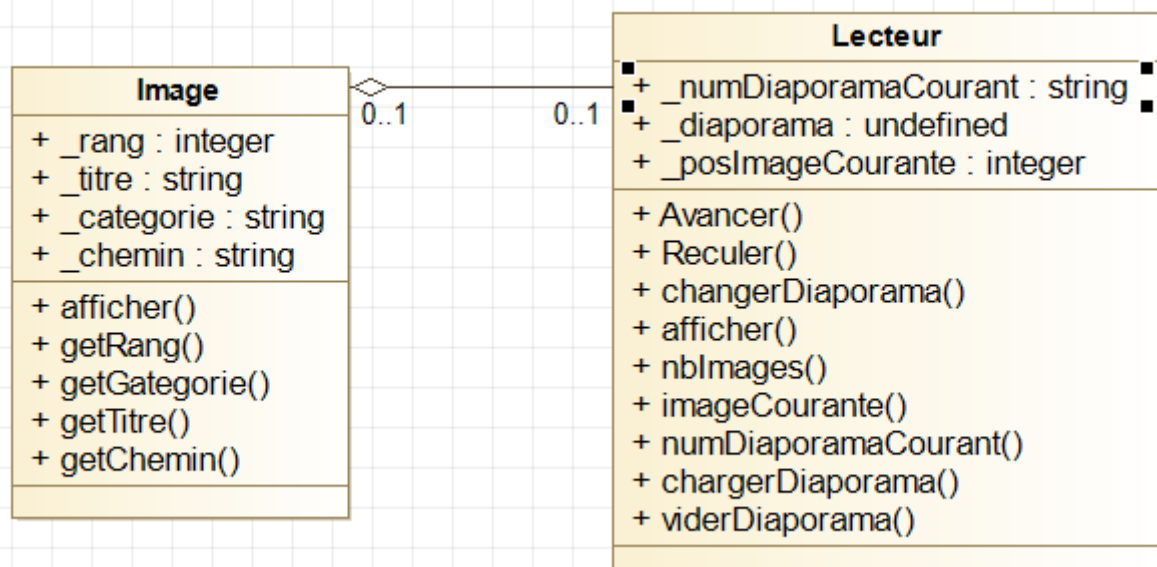 Image
+ _rang : integer
+ _titre : string
+ _categorie : string
+ _chemin : string
+ afficher()
+ getRang()
+ getGategorie()
+ getTitre()
+ getChemin()
0..1
0..1
Lecteur
+ _numDiaporamaCourant : string
+ _diaporama : undefined
+ _posImageCourante : integer
+ Avancer()
+ Reculer()
+ changerDiaporama()
+ afficher()
+ nbImages()
+ imageCourante()
+ numDiaporamaCourant()
+ chargerDiaporama()
+ viderDiaporama()